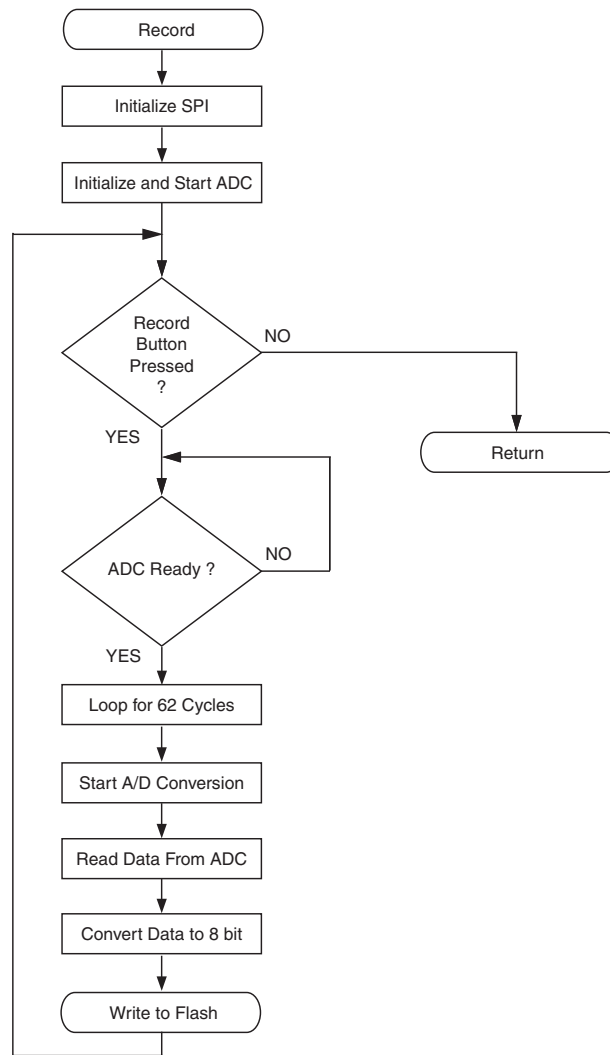 Record
Initialize SPI
Initialize and Start ADC
Record
Button
Pressed
?
NO
YES
Return
ADC Ready ?
NO
YES
Loop for 62 Cycles
Start A/D Conversion
Read Data From ADC
Convert Data to 8 bit
Write to Flash